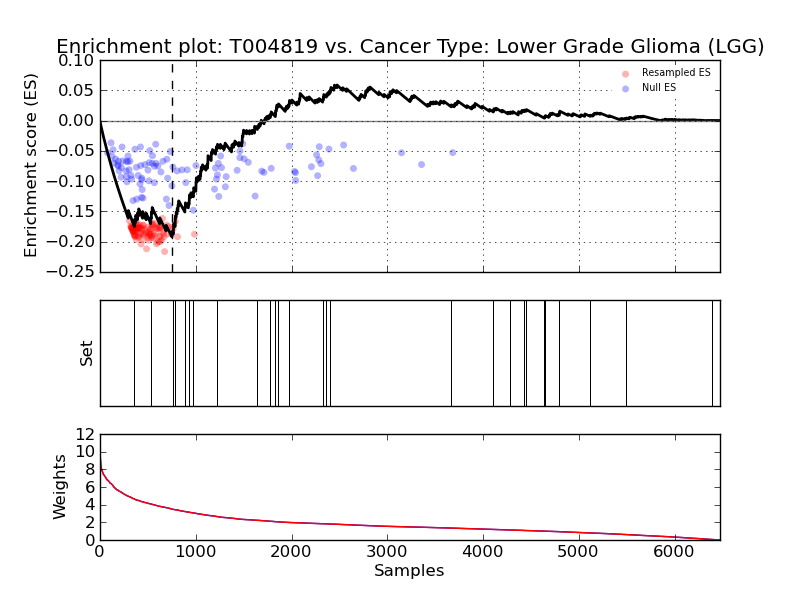 Enrichment plot: T004819 vs. Cancer Type: Lower Grade Glioma (LGG)
0.10
0.05
0.00
−0.05
−0.10
−0.15
−0.20
−0.25
Enrichment score (ES)
Resampled ES
Null ES
Set
12
10
8
6
4
2
0
Weights
0 1000 2000 3000 4000 5000 6000
Samples